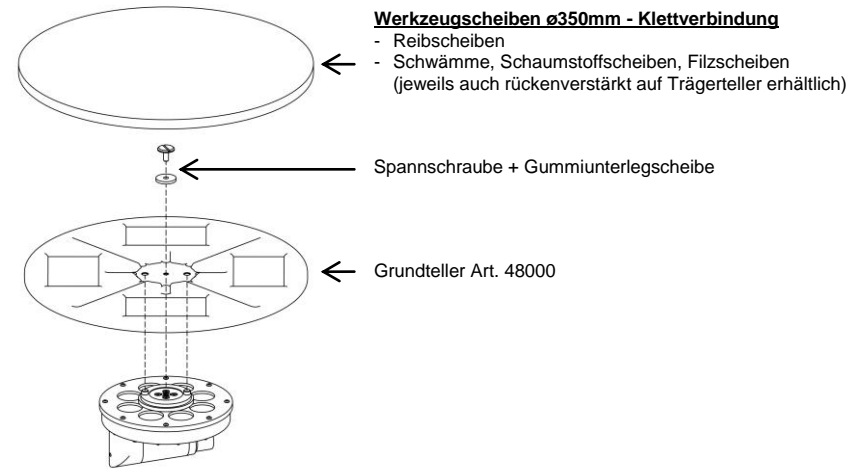 Werkzeugscheiben ø350mm - Klettverbindung
- Reibscheiben
- Schwämme, Schaumstoffscheiben, Filzscheiben
(jeweils auch rückenverstärkt auf Trägerteller erhältlich)
Spannschraube + Gummiunterlegscheibe
Grundteller Art. 48000